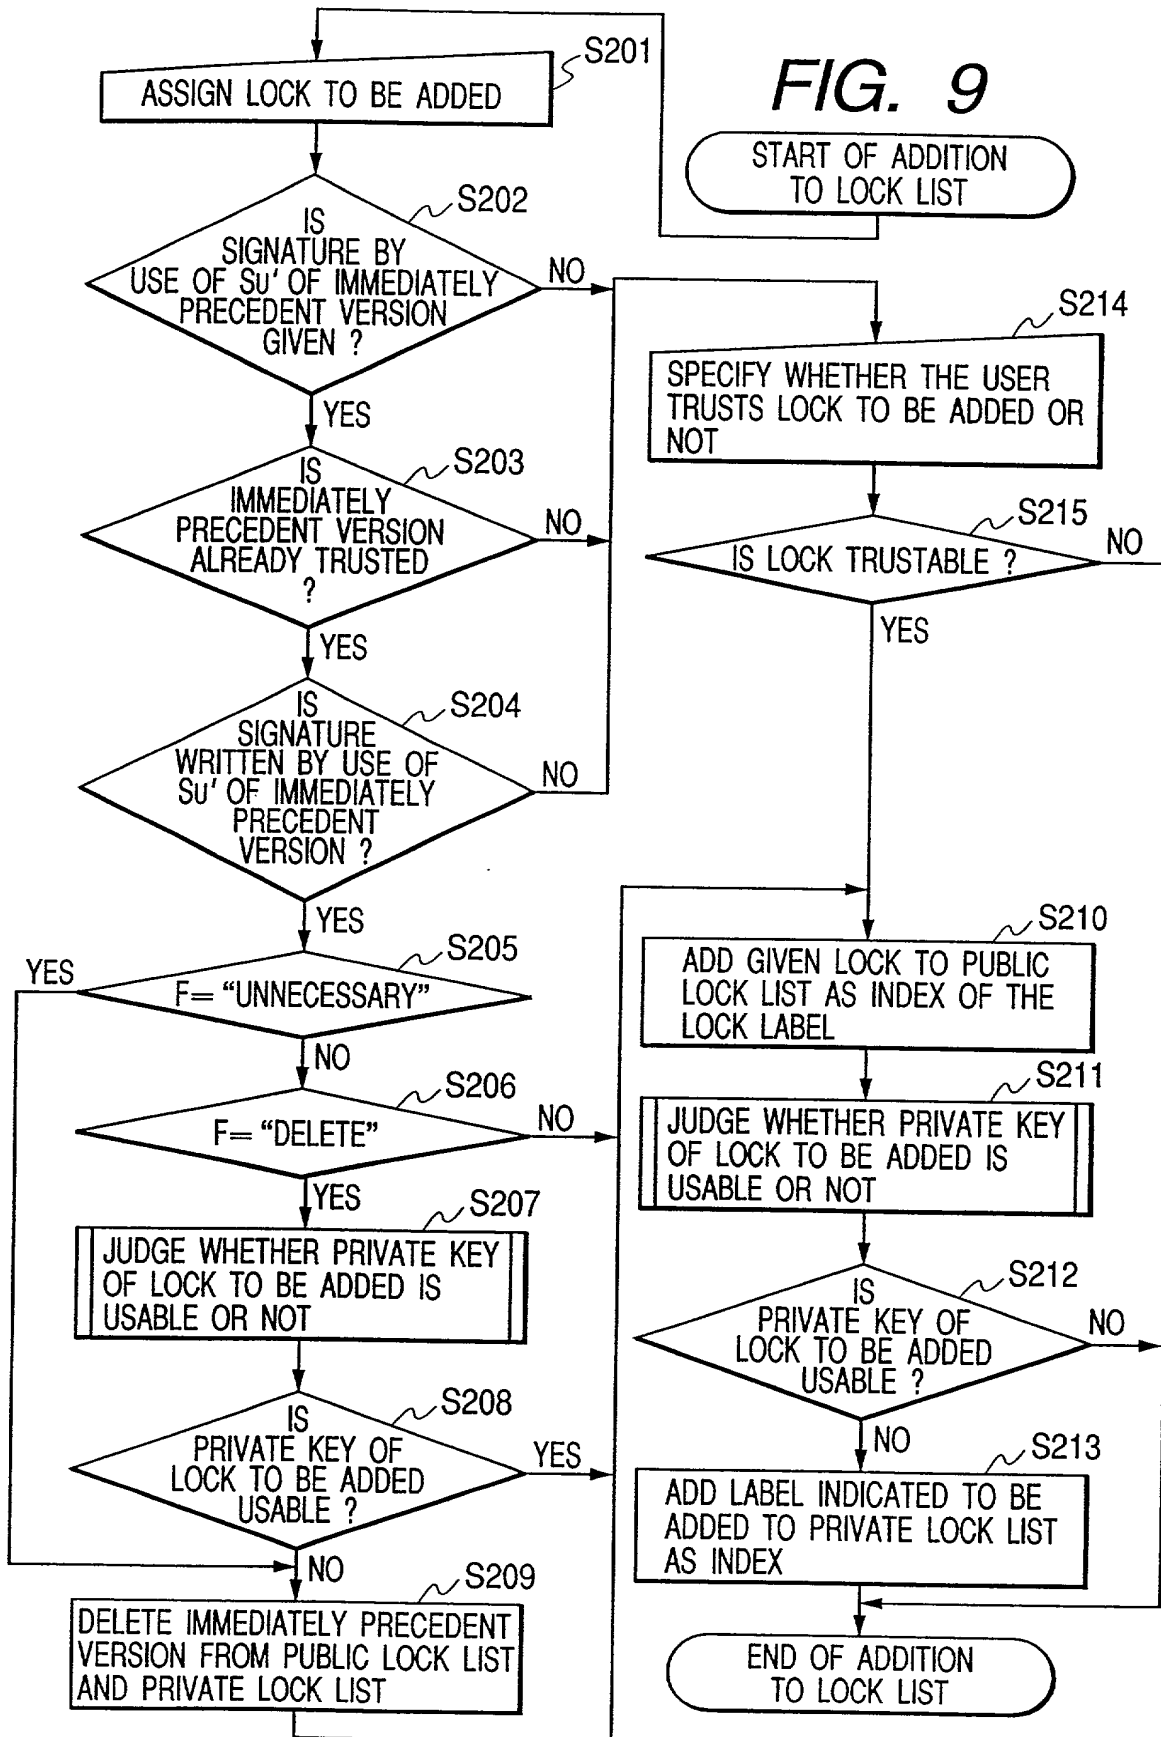 FIG. 9
START OF ADDITION
TO LOCK LIST
S201
ASSIGN LOCK TO BE ADDED
S202
IS
SIGNATURE BY
USE OF Su' OF IMMEDIATELY
PRECEDENT VERSION
GIVEN ?
NO
YES
S203
IS
IMMEDIATELY
PRECEDENT VERSION
ALREADY TRUSTED
?
NO
YES
S204
IS
SIGNATURE
WRITTEN BY USE OF
Su' OF IMMEDIATELY
PRECEDENT
VERSION ?
NO
YES
S205
YES
F= “UNNECESSARY”
NO
S206
F= “DELETE”
NO
YES
S207
JUDGE WHETHER PRIVATE KEY
OF LOCK TO BE ADDED IS
USABLE OR NOT
S208
IS
PRIVATE KEY OF
LOCK TO BE ADDED
USABLE ?
YES
NO
S209
DELETE IMMEDIATELY PRECEDENT
VERSION FROM PUBLIC LOCK LIST
AND PRIVATE LOCK LIST
S214
SPECIFY WHETHER THE USER
TRUSTS LOCK TO BE ADDED OR
NOT
S215
IS LOCK TRUSTABLE ?
NO
YES
S210
ADD GIVEN LOCK TO PUBLIC
LOCK LIST AS INDEX OF THE
LOCK LABEL
S211
JUDGE WHETHER PRIVATE KEY
OF LOCK TO BE ADDED IS
USABLE OR NOT
S212
IS
PRIVATE KEY OF
LOCK TO BE ADDED
USABLE ?
NO
NO
S213
ADD LABEL INDICATED TO BE
ADDED TO PRIVATE LOCK LIST
AS INDEX
END OF ADDITION
TO LOCK LIST